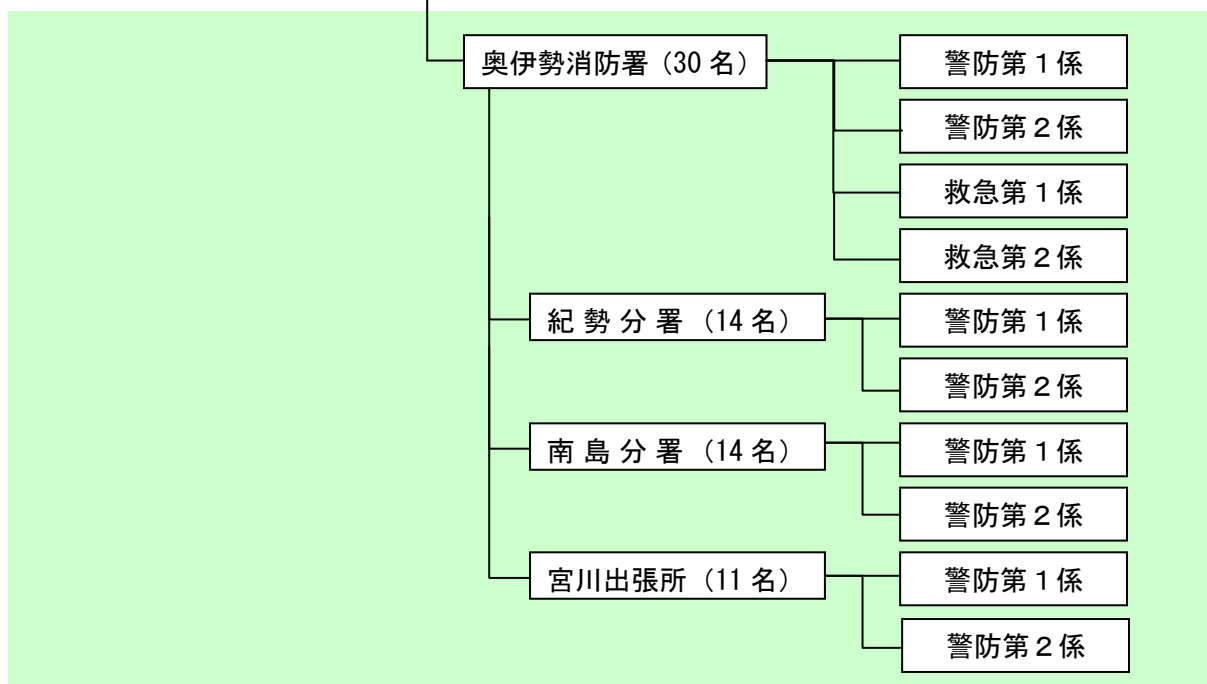 奥伊勢消防署（30名） 警防第１係
警防第２係
救急第１係
救急第２係
紀 勢 分 署 （14名） 警防第１係
警防第２係
南 島 分 署 （14名） 警防第１係
警防第２係
宮川出張所（11名） 警防第１係
警防第２係